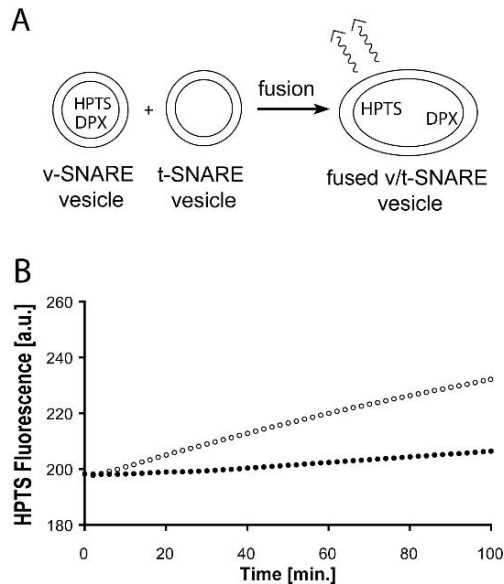 A
HPTS
DPX
+
fusion
HPTS
DPX
v-SNARE
vesicle
t-SNARE
vesicle
fused v/t-SNARE
vesicle
B
HPTS Fluorescence [a.u.]
260
240
220
200
180
0
20
40
60
80
100
Time [min.]